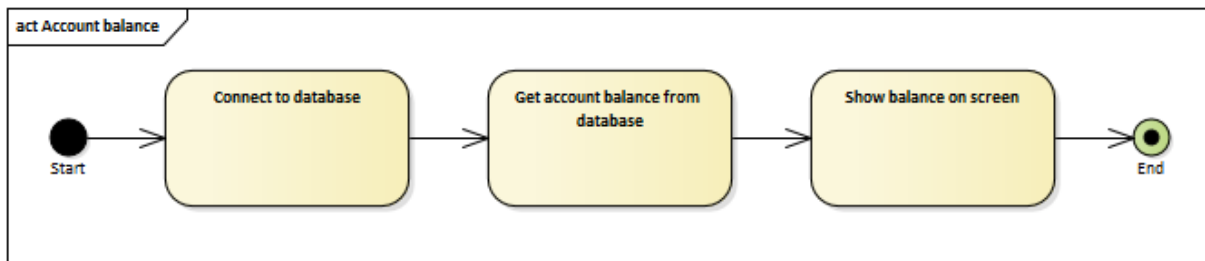 act Account balance
Connect to database
Get account balance from
database
Show balance on screen
Start
End